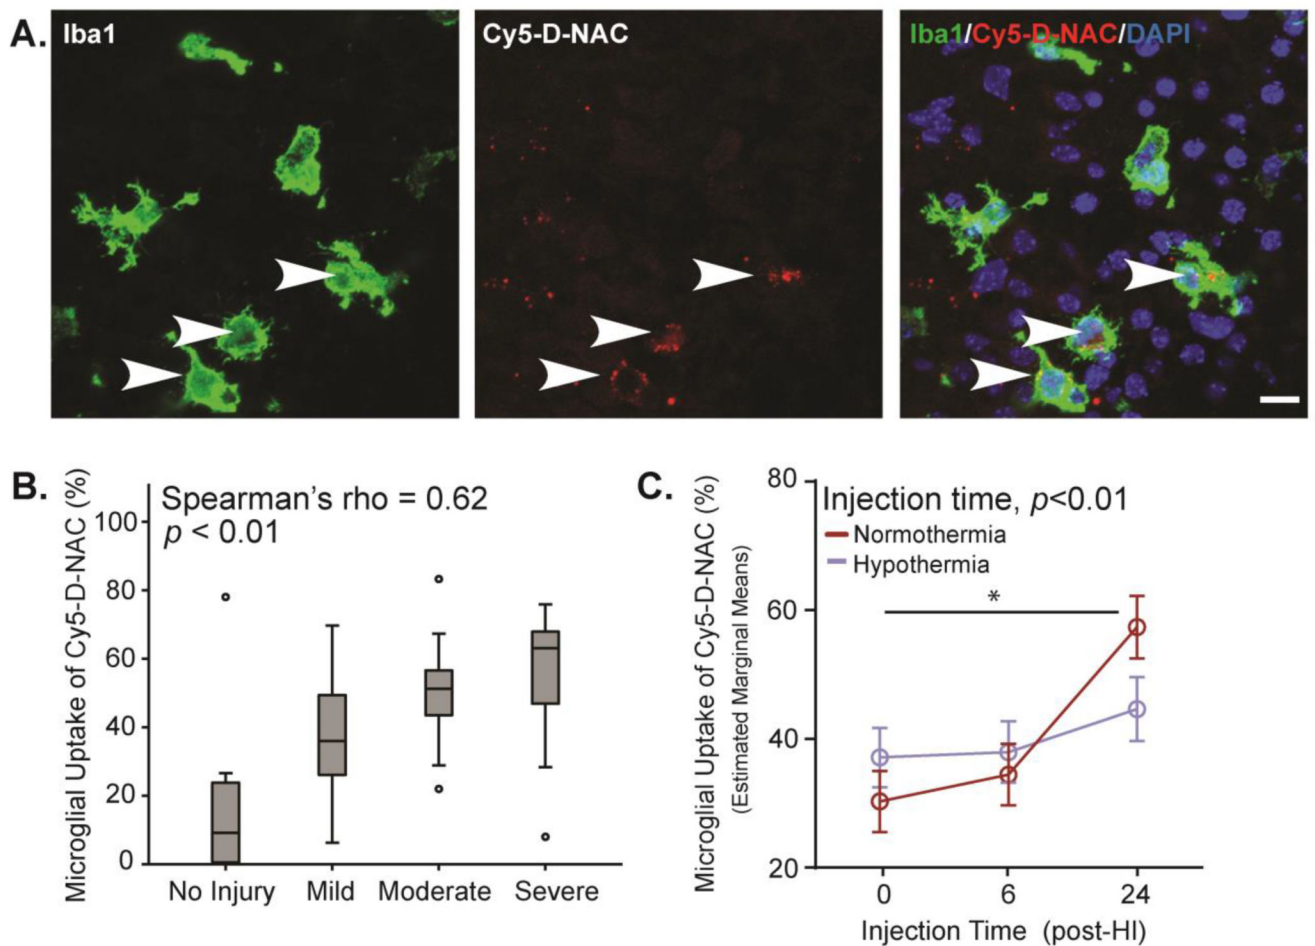 A.
Iba1
Cy5-D-NAC
Iba1/Cy5-D-NAC/DAPI
B.
Microglial Uptake of Cy5-D-NAC (%)
Spearman’s rho = 0.62
p < 0.01
100
80
60
40
20
0
No Injury
Mild
Moderate
Severe
C.
Microglial Uptake of Cy5-D-NAC (%)
(Estimated Marginal Means)
Injection time, p<0.01
Normothermia
Hypothermia
*
80
60
40
20
0
6
24
Injection Time (post-HI)